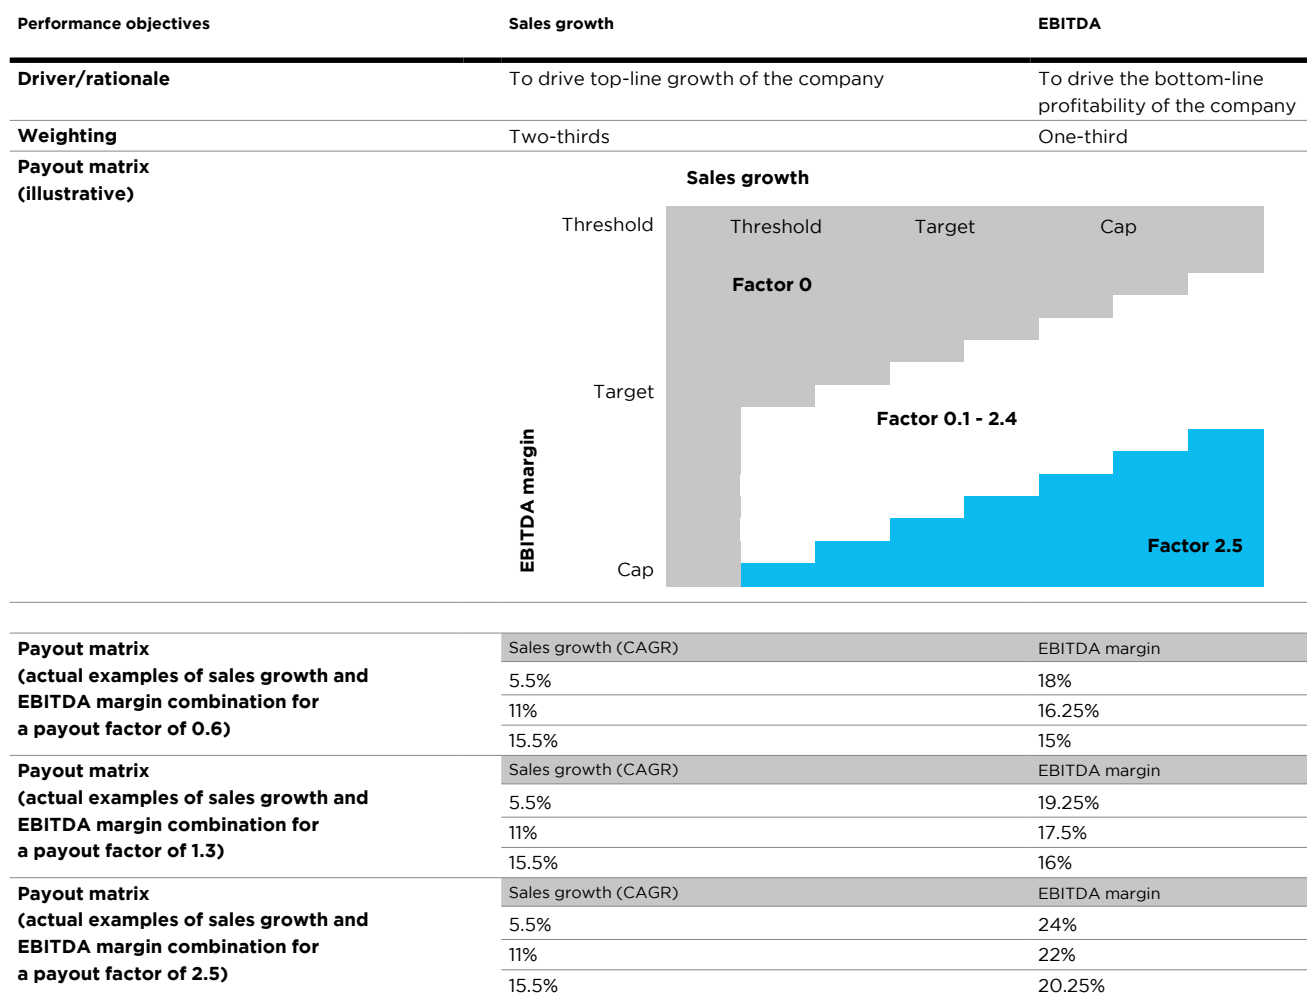 Performance objectives Sales growth EBITDA
Driver/rationale To drive top-line growth of the company To drive the bottom-line
profitability of the company
Weighting Two-thirds One-third
Payout matrix
(illustrative)
Sales growth
Threshold Threshold Target Cap
Factor 0
Target
Factor 0.1 - 2.4
EBITDA margin
Factor 2.5
Cap
Payout matrix
(actual examples of sales growth and
EBITDA margin combination for
a payout factor of 0.6)
Sales growth (CAGR) EBITDA margin
5.5% 18%
11% 16.25%
15.5% 15%
Payout matrix
(actual examples of sales growth and
EBITDA margin combination for
a payout factor of 1.3)
Sales growth (CAGR) EBITDA margin
5.5% 19.25%
11% 17.5%
15.5% 16%
Payout matrix
(actual examples of sales growth and
EBITDA margin combination for
a payout factor of 2.5)
Sales growth (CAGR) EBITDA margin
5.5% 24%
11% 22%
15.5% 20.25%